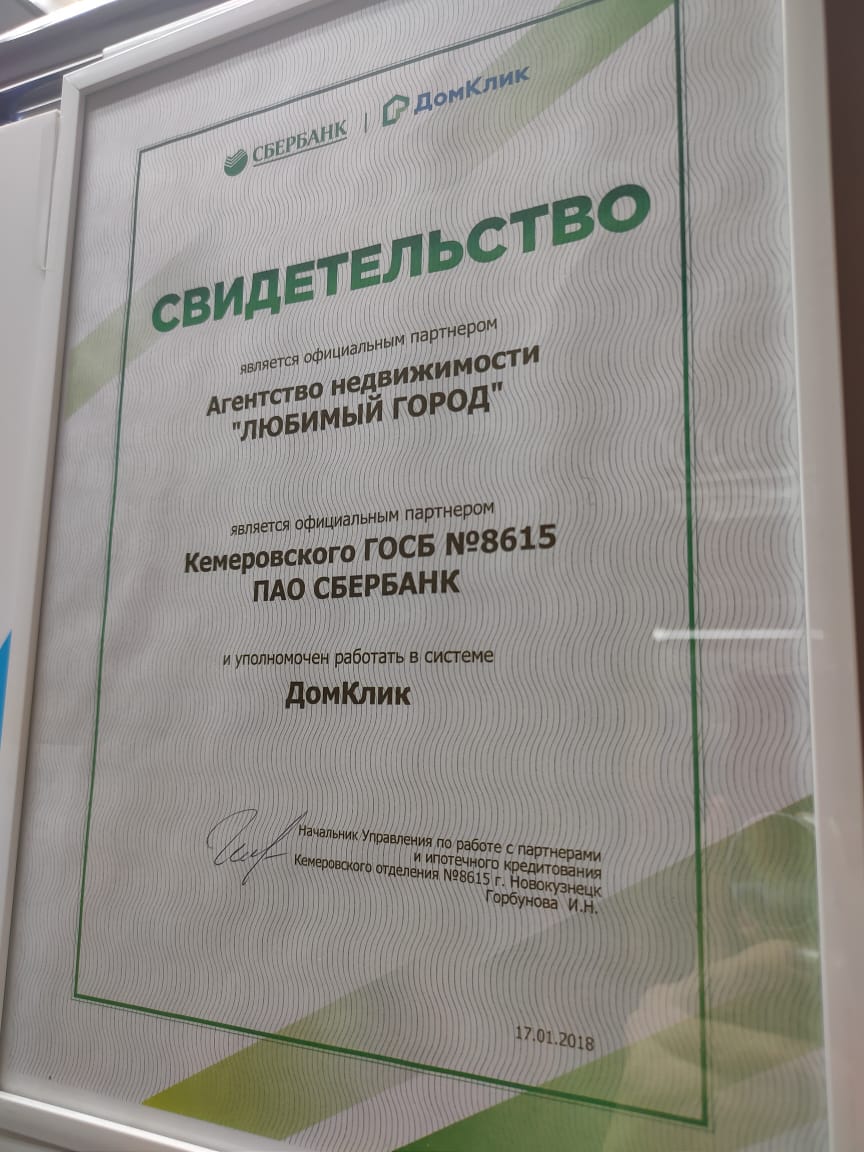 СБЕРБАНК | ДомКлик
СВИДЕТЕЛЬСТВО
является официальным партнером
Агентство недвижимости
"ЛЮБИМЫЙ ГОРОД"
является официальным партнером
Кемеровского ГОСБ №8615
ПАО СБЕРБАНК
и уполномочен работать в системе
ДомКлик
Начальник Управления по работе с партнерами
и ипотечного кредитования
Кемеровского отделения №8615 г. Новокузнецк
Горбунова И.Н.
17.01.2018